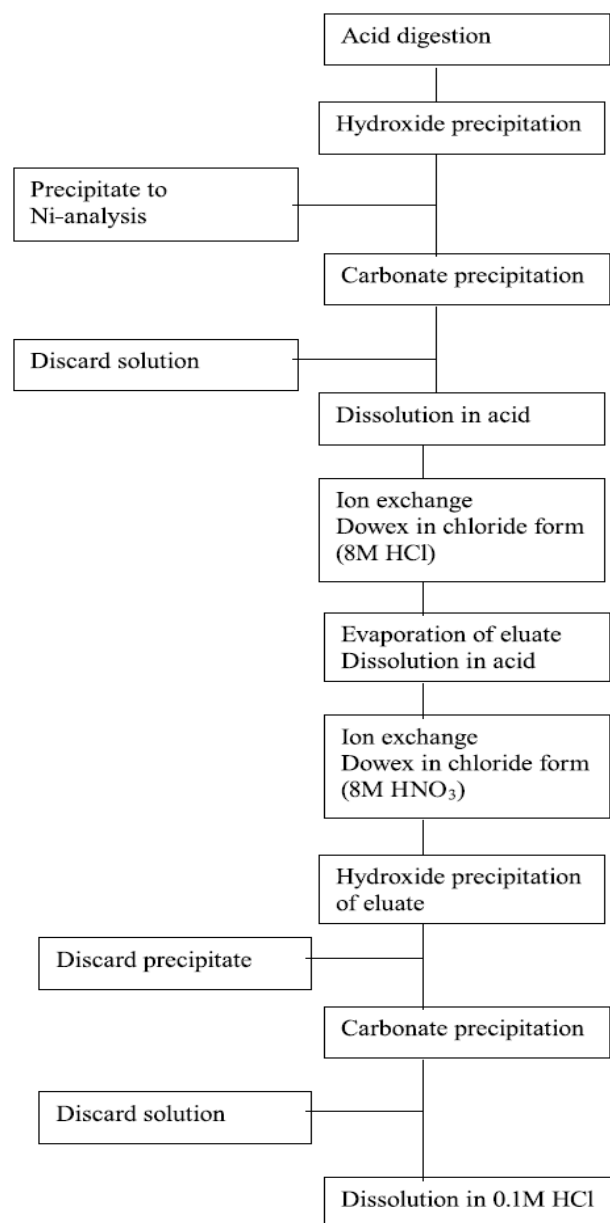 Acid digestion
Hydroxide precipitation
Precipitate to
Ni-analysis
Carbonate precipitation
Discard solution
Dissolution in acid
Ion exchange
Dowex in chloride form
(8M HCl)
Evaporation of eluate
Dissolution in acid
Ion exchange
Dowex in chloride form
(8M HNO₃)
Hydroxide precipitation
of eluate
Discard precipitate
Carbonate precipitation
Discard solution
Dissolution in 0.1M HCl